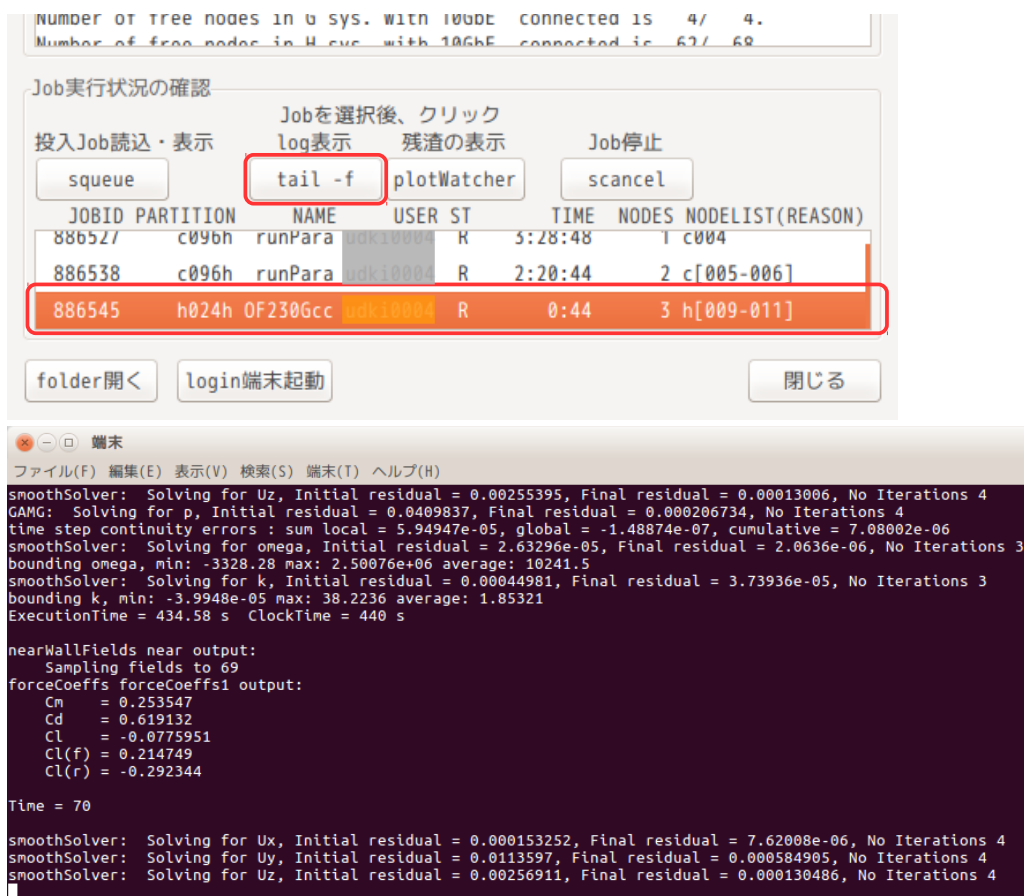 Number of free nodes in G sys. with 10GbE  connected is   4/   4.
Number of free nodes in H sys. with 10GbE  connected is  62/  68
Job実行状況の確認
Jobを選択後、クリック
投入Job読込・表示 log表示 残渣の表示 Job停止
squeue tail -f plotWatcher scancel
JOBID PARTITION NAME USER ST TIME NODES NODELIST(REASON)
886527 c096h runPara udki0004 R 3:28:48 1 c004
886538 c096h runPara udki0004 R 2:20:44 2 c[005-006]
886545 h024h OF230Gcc udki0004 R 0:44 3 h[009-011]
folder開く login端末起動 閉じる
端末
ファイル(F) 編集(E) 表示(V) 検索(S) 端末(T) ヘルプ(H)
smoothSolver:  Solving for Uz, Initial residual = 0.00255395, Final residual = 0.00013006, No Iterations 4
GAMG:  Solving for p, Initial residual = 0.0409837, Final residual = 0.000206734, No Iterations 4
time step continuity errors : sum local = 5.94947e-05, global = -1.48874e-07, cumulative = 7.08002e-06
smoothSolver:  Solving for omega, Initial residual = 2.63296e-05, Final residual = 2.0636e-06, No Iterations 3
bounding omega, min: -3328.28 max: 2.50076e+06 average: 10241.5
smoothSolver:  Solving for k, Initial residual = 0.00044981, Final residual = 3.73936e-05, No Iterations 3
bounding k, min: -3.9948e-05 max: 38.2236 average: 1.85321
ExecutionTime = 434.58 s  ClockTime = 440 s
nearWallFields near output:
    Sampling fields to 69
forceCoeffs forceCoeffs1 output:
    Cm    = 0.253547
    Cd    = 0.619132
    Cl    = -0.0775951
    Cl(f) = 0.214749
    Cl(r) = -0.292344
Time = 70
smoothSolver:  Solving for Ux, Initial residual = 0.000153252, Final residual = 7.62008e-06, No Iterations 4
smoothSolver:  Solving for Uy, Initial residual = 0.0113597, Final residual = 0.000584905, No Iterations 4
smoothSolver:  Solving for Uz, Initial residual = 0.00256911, Final residual = 0.000130486, No Iterations 4